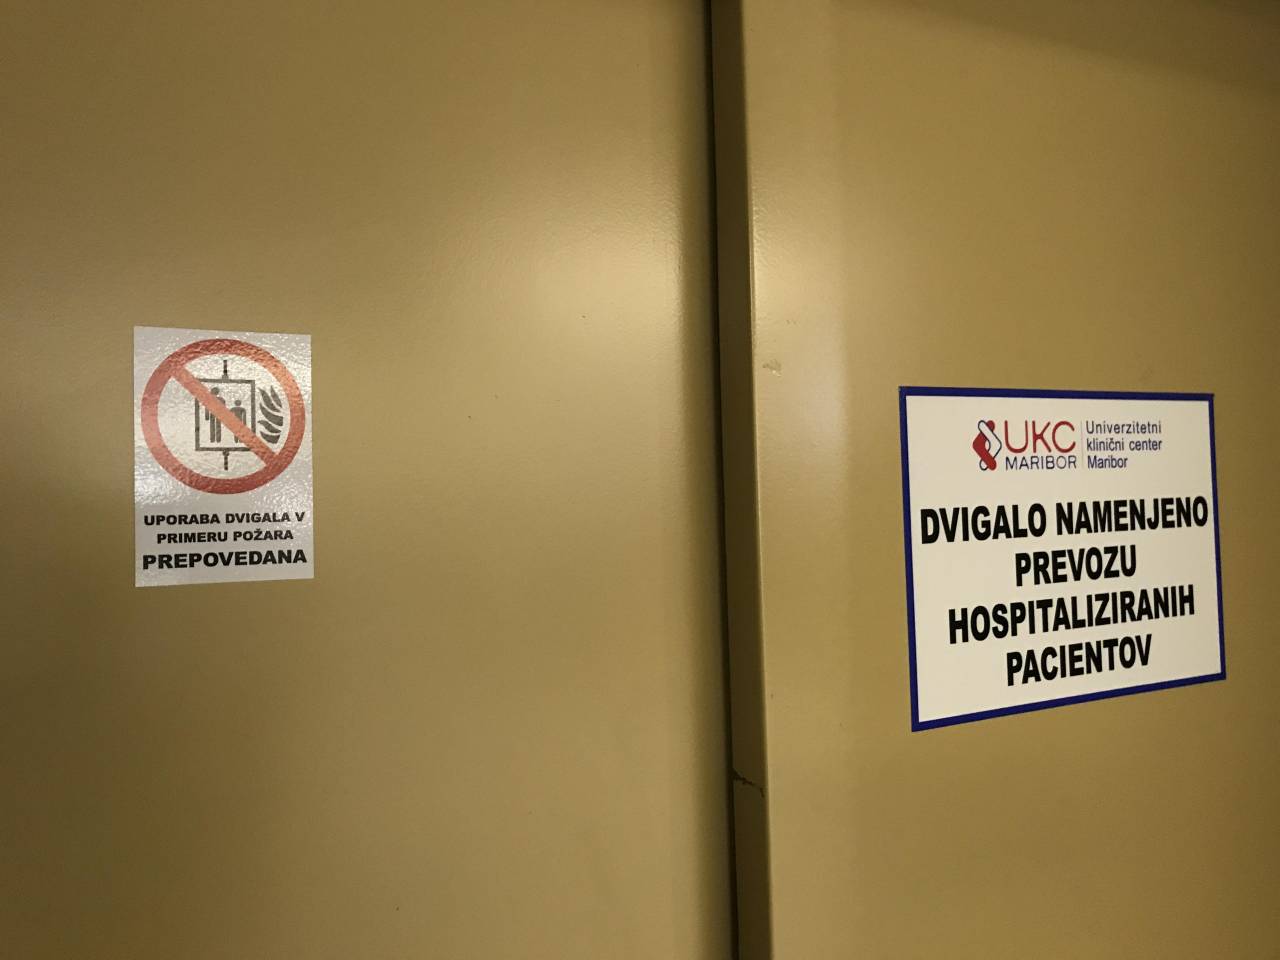 UPORABA DVIGALA V
PRIMERU POŽARA
PREPOVEDANA
UKC
MARIBOR
Univerzitetni
klinični center
Maribor
DVIGALO NAMENJENO
PREVOZU
HOSPITALIZIRANIH
PACIENTOV